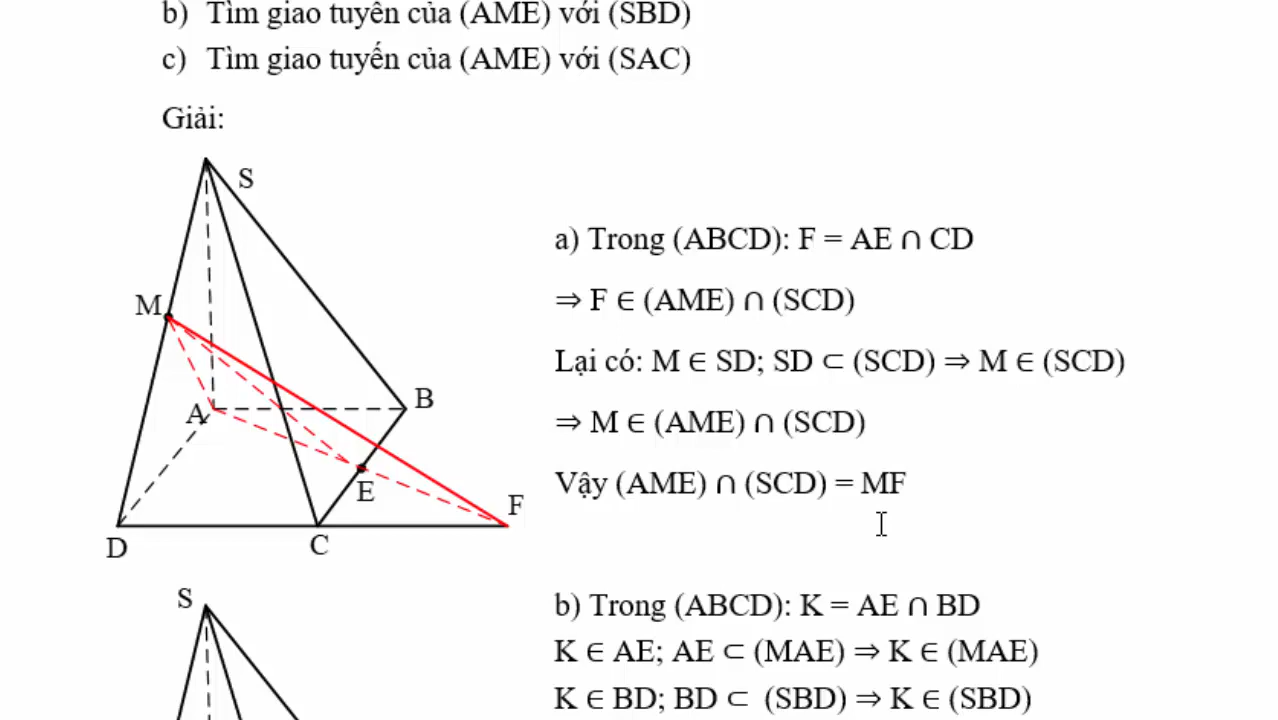 b) Tìm giao tuyến của (AME) với (SBD)
c) Tìm giao tuyến của (AME) với (SAC)
Giải:
S
M
A
B
E
F
D
C
a) Trong (ABCD): F = AE ∩ CD
⇒ F ∈ (AME) ∩ (SCD)
Lại có: M ∈ SD; SD ⊂ (SCD) ⇒ M ∈ (SCD)
⇒ M ∈ (AME) ∩ (SCD)
Vậy (AME) ∩ (SCD) = MF
S
b) Trong (ABCD): K = AE ∩ BD
K ∈ AE; AE ⊂ (MAE) ⇒ K ∈ (MAE)
K ∈ BD; BD ⊂ (SBD) ⇒ K ∈ (SBD)